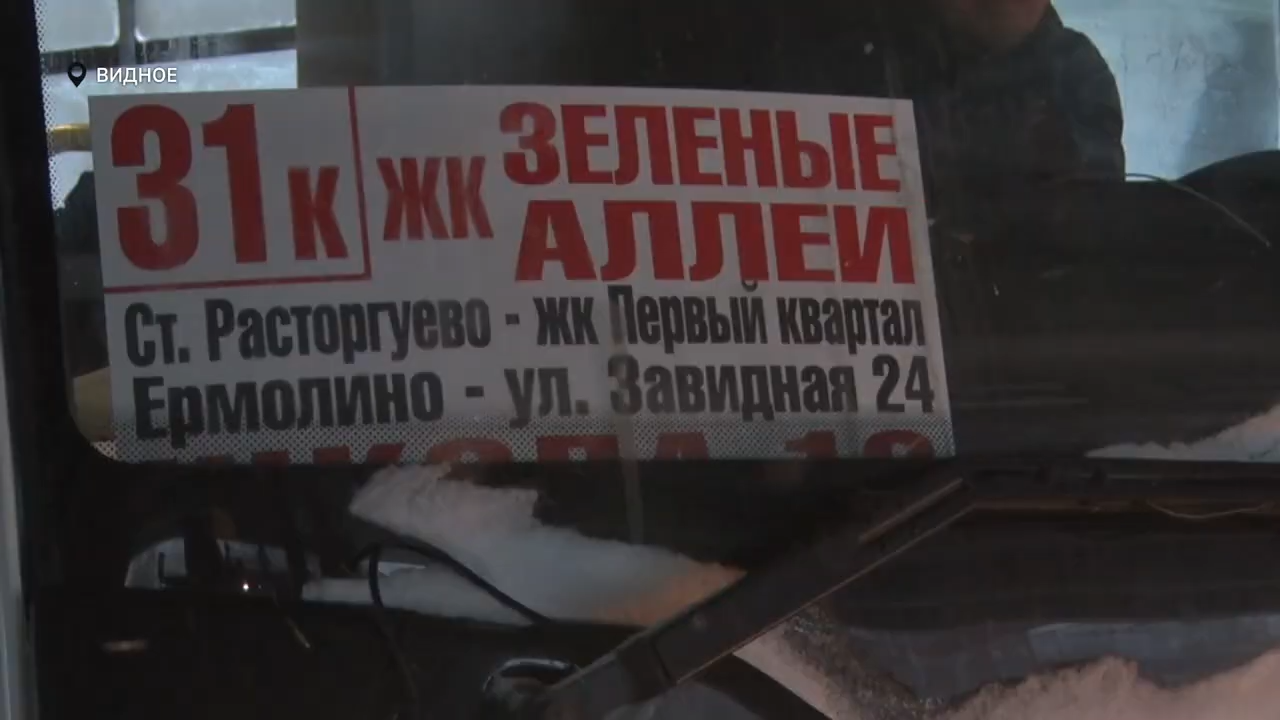 ВИДНОЕ
31к ЖК ЗЕЛЕНЫЕ
АЛЛЕИ
Ст. Расторгуево - жк Первый квартал
Ермолино - ул. Завидная 24